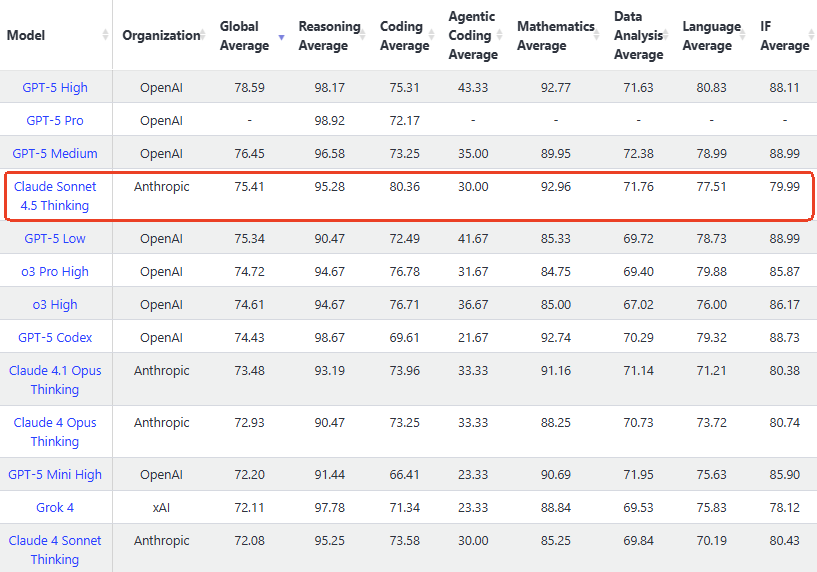 Model Organization Global Average Reasoning Average Coding Average Agentic Coding Average Mathematics Average Data Analysis Average Language Average IF Average
GPT-5 High OpenAI 78.59 98.17 75.31 43.33 92.77 71.63 80.83 88.11
GPT-5 Pro OpenAI - 98.92 72.17 - - - - -
GPT-5 Medium OpenAI 76.45 96.58 73.25 35.00 89.95 72.38 78.99 88.99
Claude Sonnet 4.5 Thinking Anthropic 75.41 95.28 80.36 30.00 92.96 71.76 77.51 79.99
GPT-5 Low OpenAI 75.34 90.47 72.49 41.67 85.33 69.72 78.73 88.99
o3 Pro High OpenAI 74.72 94.67 76.78 31.67 84.75 69.40 79.88 85.87
o3 High OpenAI 74.61 94.67 76.71 36.67 85.00 67.02 76.00 86.17
GPT-5 Codex OpenAI 74.43 98.67 69.61 21.67 92.74 70.29 79.32 88.73
Claude 4.1 Opus Thinking Anthropic 73.48 93.19 73.96 33.33 91.16 71.14 71.21 80.38
Claude 4 Opus Thinking Anthropic 72.93 90.47 73.25 33.33 88.25 70.73 73.72 80.74
GPT-5 Mini High OpenAI 72.20 91.44 66.41 23.33 90.69 71.95 75.63 85.90
Grok 4 xAI 72.11 97.78 71.34 23.33 88.84 69.53 75.83 78.12
Claude 4 Sonnet Thinking Anthropic 72.08 95.25 73.58 30.00 85.25 69.84 70.19 80.43